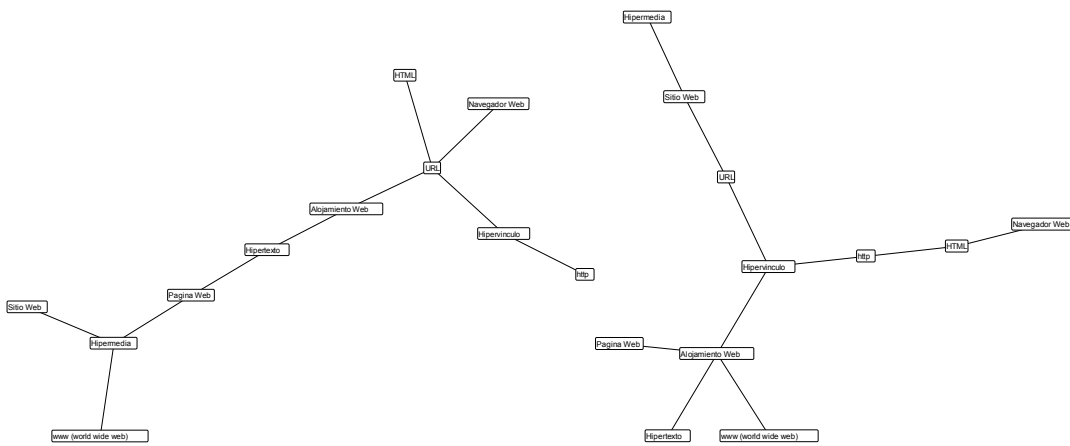 HTML
Navegador Web
URL
Alojamiento Web
Hipervinculo
Hipertexto
http
Pagina Web
Sitio Web
Hipermedia
www (world wide web)
Hipermedia
Sitio Web
URL
Navegador Web
HTML
http
Hipervinculo
Pagina Web
Alojamiento Web
Hipertexto
www (world wide web)